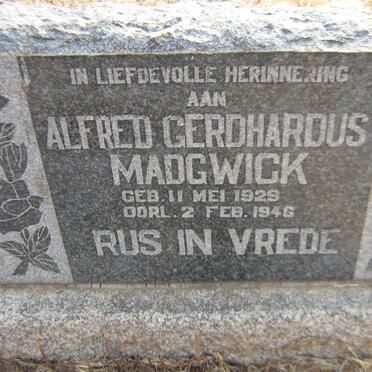 IN LIEFDEVOLLE HERINNERING
AAN
ALFRED GERDHARDUS
MADGWICK
GEB. 11 MEI 1929
OORL. 2 FEB. 1946
RUS IN VREDE